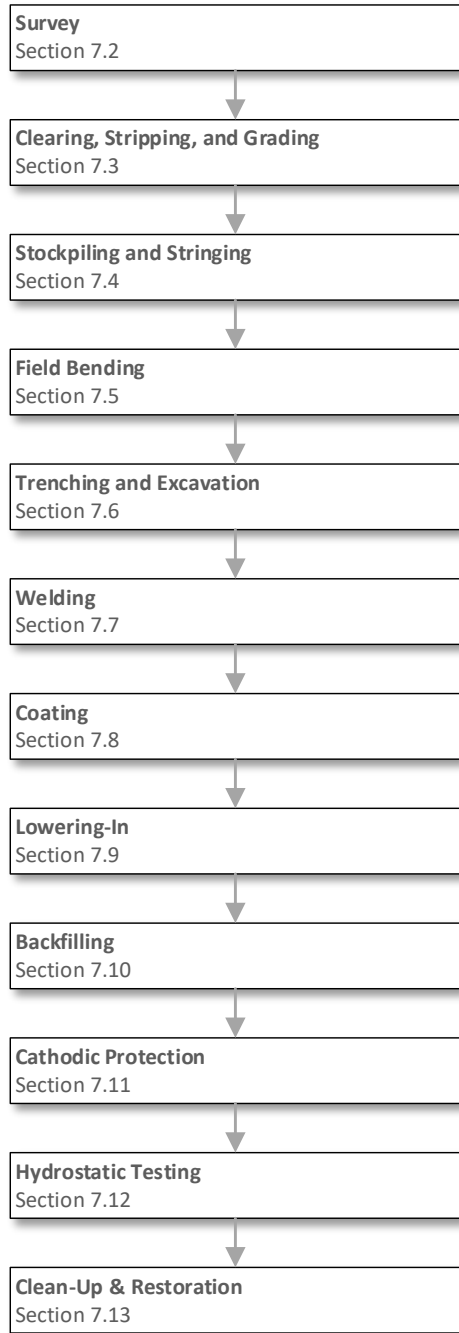 Survey
Section 7.2
Clearing, Stripping, and Grading
Section 7.3
Stockpiling and Stringing
Section 7.4
Field Bending
Section 7.5
Trenching and Excavation
Section 7.6
Welding
Section 7.7
Coating
Section 7.8
Lowering-In
Section 7.9
Backfilling
Section 7.10
Cathodic Protection
Section 7.11
Hydrostatic Testing
Section 7.12
Clean-Up & Restoration
Section 7.13